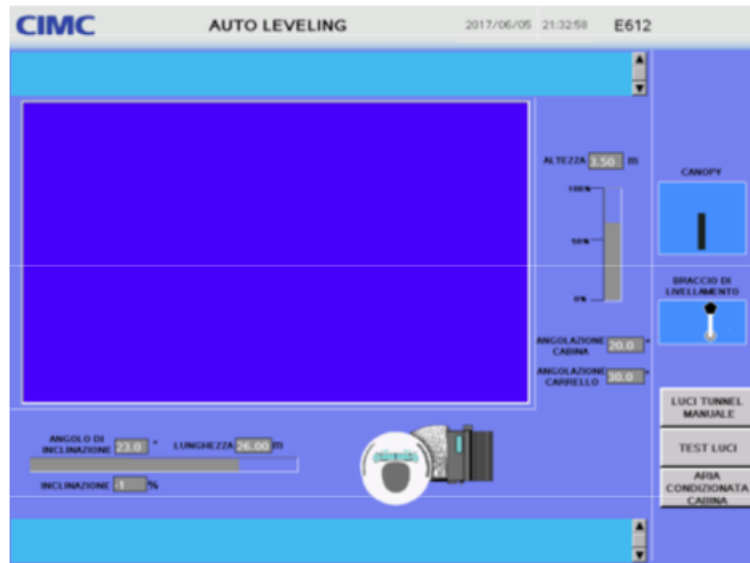 CIMC AUTO LEVELING 2017/06/05 21:32:58 E612
ALTEZZA 3.50 m
100%
50%
0%
CANOPY
BRACCIO DI
LIVELLAMENTO
ANGOLAZIONE
CABINA 20.0 °
ANGOLAZIONE
CARRELLO 30.0 °
LUCI TUNNEL
MANUALE
TEST LUCI
ARIA
CONDIZIONATA
CABINA
ANGOLO DI
INCLINAZIONE 23.0 ° LUNGHEZZA 26.00 m
INCLINAZIONE 1 %